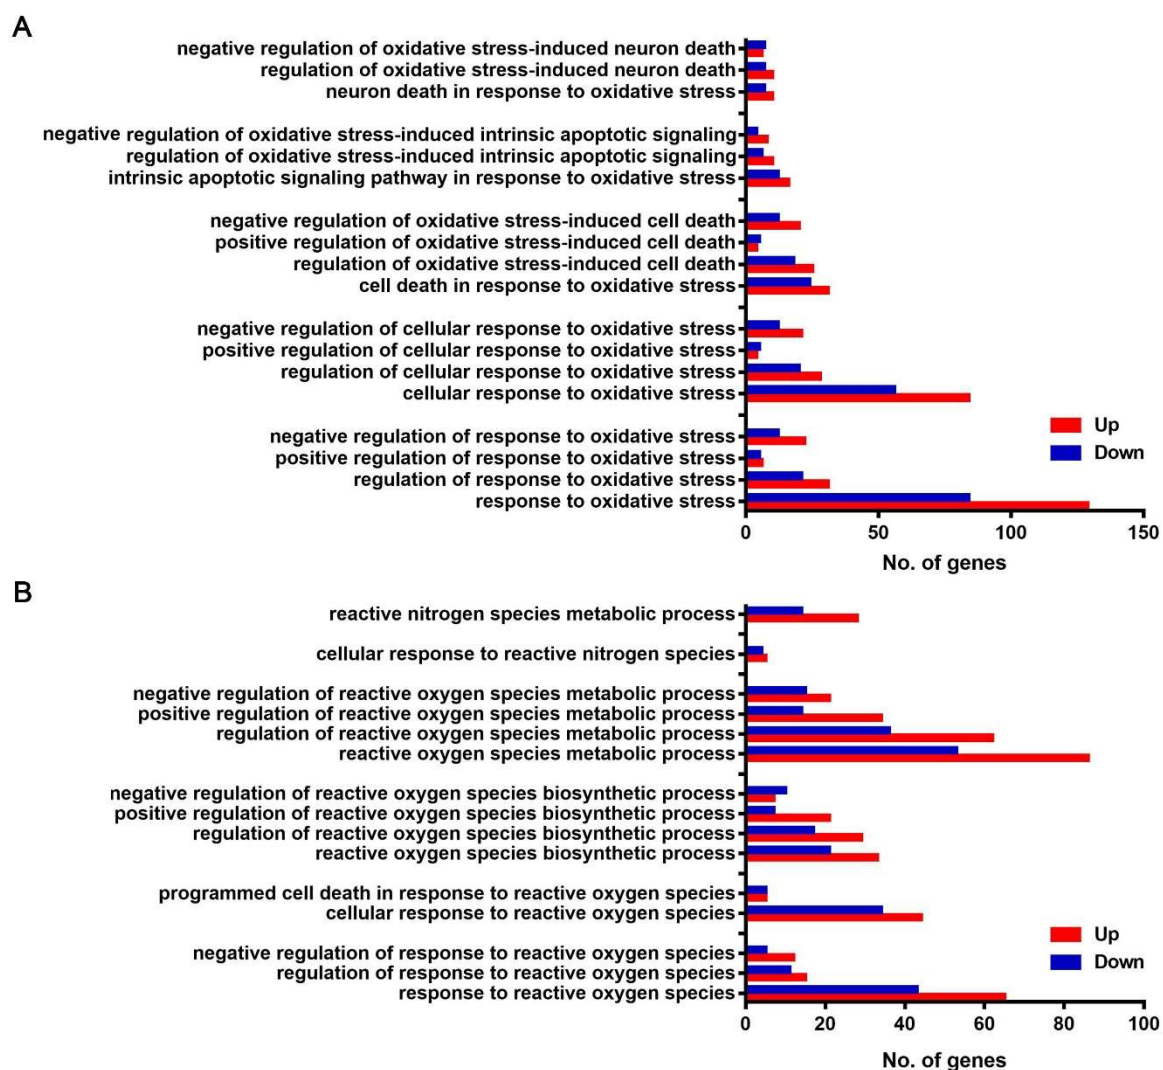 A
negative regulation of oxidative stress-induced neuron death
regulation of oxidative stress-induced neuron death
neuron death in response to oxidative stress
negative regulation of oxidative stress-induced intrinsic apoptotic signaling
regulation of oxidative stress-induced intrinsic apoptotic signaling
intrinsic apoptotic signaling pathway in response to oxidative stress
negative regulation of oxidative stress-induced cell death
positive regulation of oxidative stress-induced cell death
regulation of oxidative stress-induced cell death
cell death in response to oxidative stress
negative regulation of cellular response to oxidative stress
positive regulation of cellular response to oxidative stress
regulation of cellular response to oxidative stress
cellular response to oxidative stress
negative regulation of response to oxidative stress
positive regulation of response to oxidative stress
regulation of response to oxidative stress
response to oxidative stress
Up
Down
0 50 100 150
No. of genes
B
reactive nitrogen species metabolic process
cellular response to reactive nitrogen species
negative regulation of reactive oxygen species metabolic process
positive regulation of reactive oxygen species metabolic process
regulation of reactive oxygen species metabolic process
reactive oxygen species metabolic process
negative regulation of reactive oxygen species biosynthetic process
positive regulation of reactive oxygen species biosynthetic process
regulation of reactive oxygen species biosynthetic process
reactive oxygen species biosynthetic process
programmed cell death in response to reactive oxygen species
cellular response to reactive oxygen species
negative regulation of response to reactive oxygen species
regulation of response to reactive oxygen species
response to reactive oxygen species
Up
Down
0 20 40 60 80 100
No. of genes